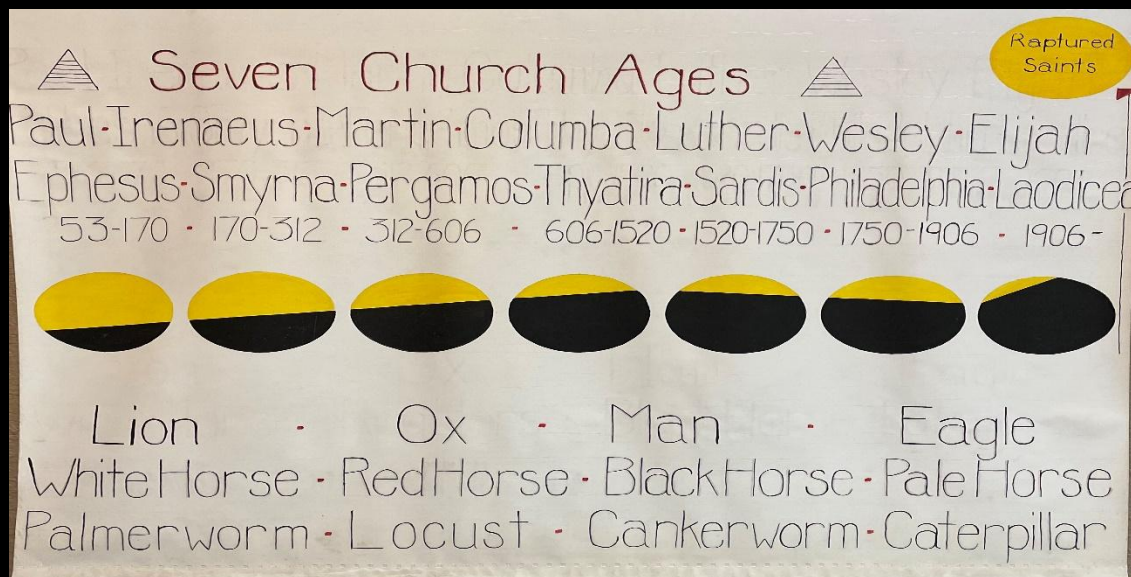 Raptured
Saints
Seven Church Ages
Paul·Irenaeus·Martin·Columba·Luther·Wesley·Elijah
Ephesus·Smyrna·Pergamos·Thyatira·Sardis·Philadelphia·Laodicea
53-170 · 170-312 · 312-606 · 606-1520 · 1520-1750 · 1750-1906 · 1906-
Lion · Ox · Man · Eagle
White Horse · Red Horse · Black Horse · Pale Horse
Palmerworm · Locust · Cankerworm · Caterpillar